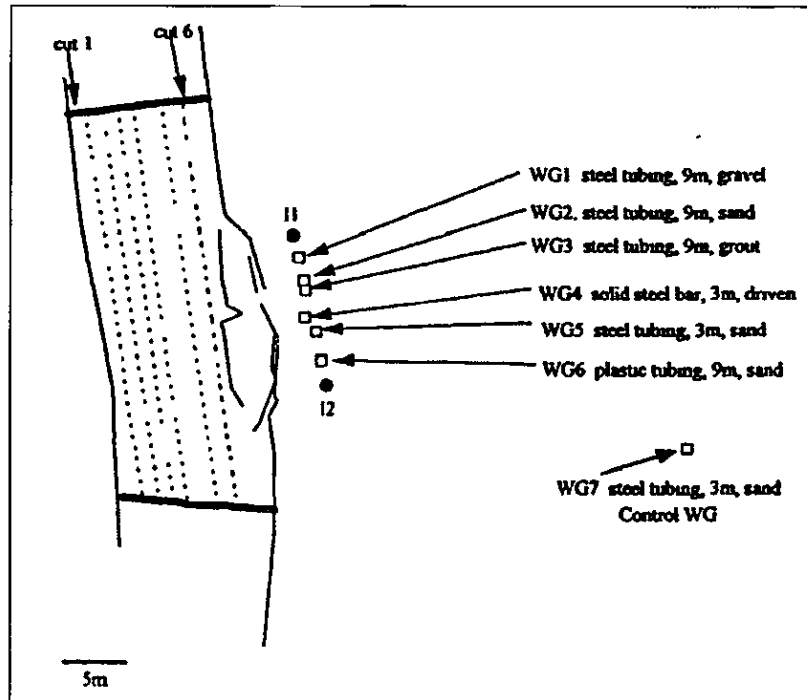 cut 1
cut 6
WG1 steel tubing, 9m, gravel
I1
WG2. steel tubing, 9m, sand
WG3 steel tubing, 9m, grout
WG4 solid steel bar, 3m, driven
WG5 steel tubing, 3m, sand
WG6 plastic tubing, 9m, sand
I2
WG7 steel tubing, 3m, sand
Control WG
5m